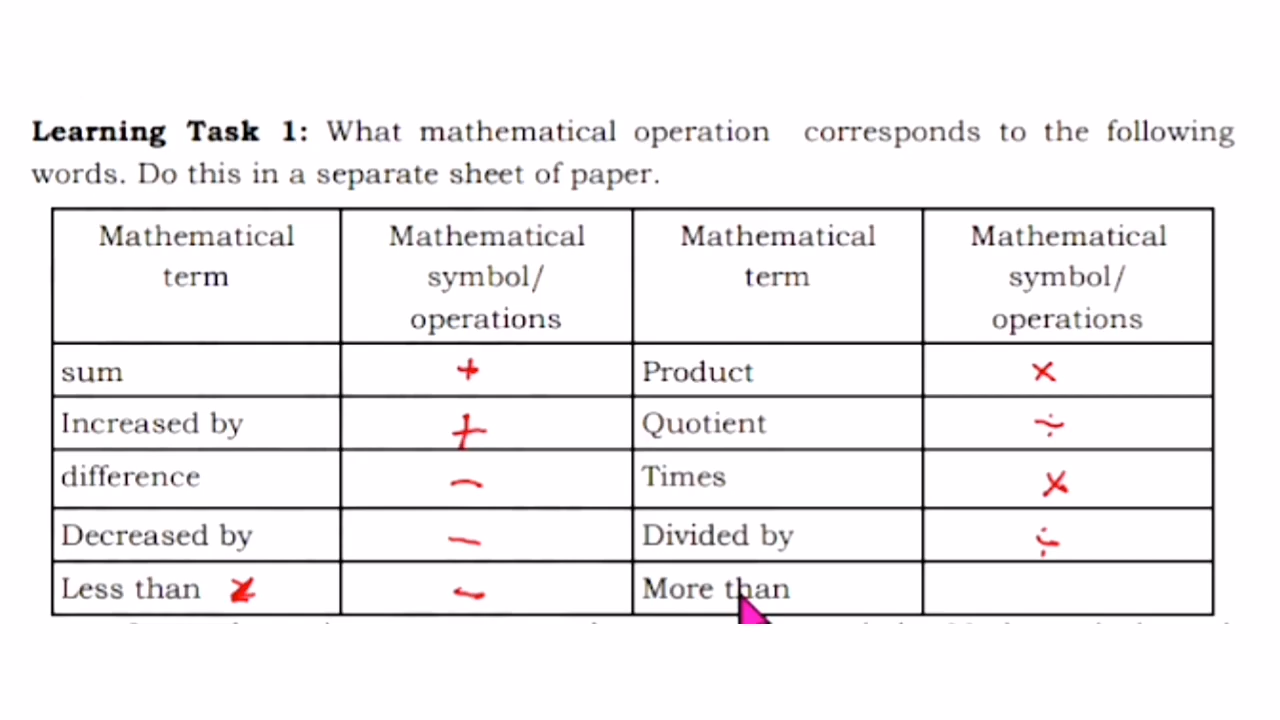 Learning Task 1: What mathematical operation corresponds to the following
words. Do this in a separate sheet of paper.
Mathematical term | Mathematical symbol/ operations | Mathematical term | Mathematical symbol/ operations
sum | + | Product | ×
Increased by | + | Quotient | ÷
difference | − | Times | ×
Decreased by | − | Divided by | ÷
Less than | − | More than